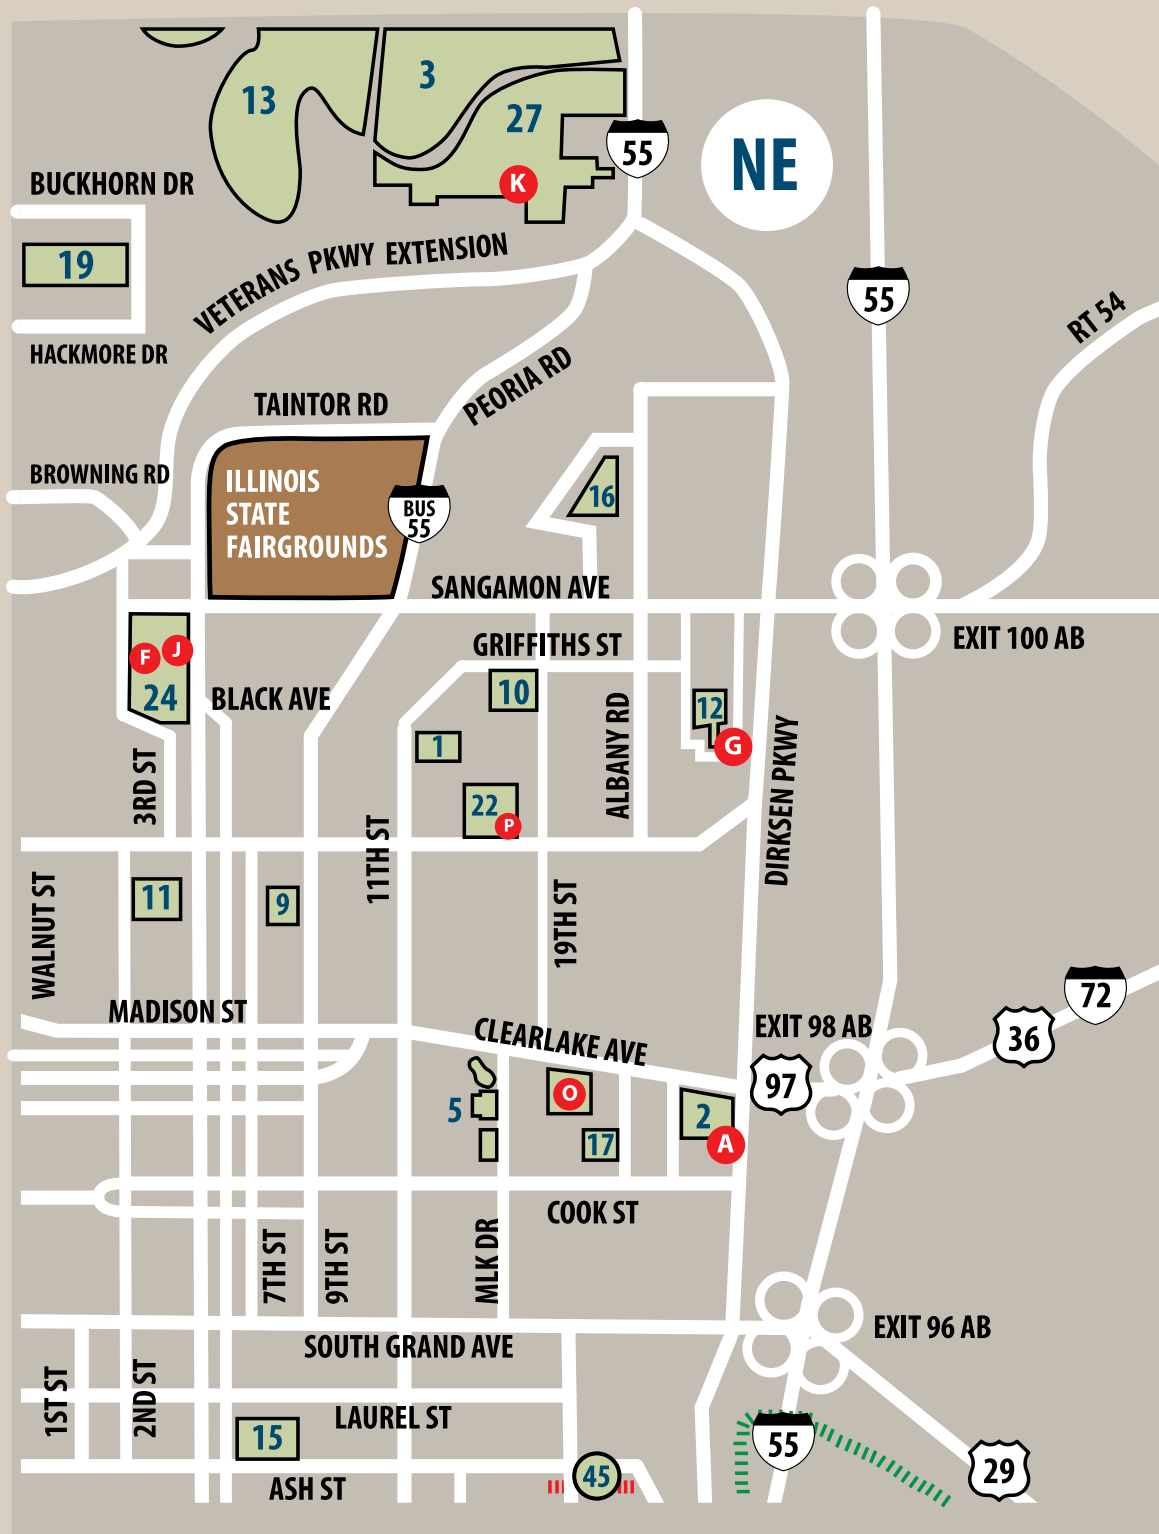 3
13
27
55
NE
K
BUCKHORN DR
19
VETERANS PKWY EXTENSION
55
RT 54
HACKMORE DR
PEORIA RD
TAINTOR RD
BROWNING RD
ILLINOIS
STATE
FAIRGROUNDS
BUS
55
16
SANGAMON AVE
EXIT 100 AB
GRIFFITHS ST
F
J
24
BLACK AVE
10
12
1
G
3RD ST
ALBANY RD
DIRKSEN PKWY
22
P
11TH ST
11
9
WALNUT ST
19TH ST
MADISON ST
CLEARLAKE AVE
EXIT 98 AB
72
36
97
5
O
2
17
A
COOK ST
7TH ST
9TH ST
MLK DR
SOUTH GRAND AVE
EXIT 96 AB
1ST ST
2ND ST
LAUREL ST
15
55
29
45
ASH ST